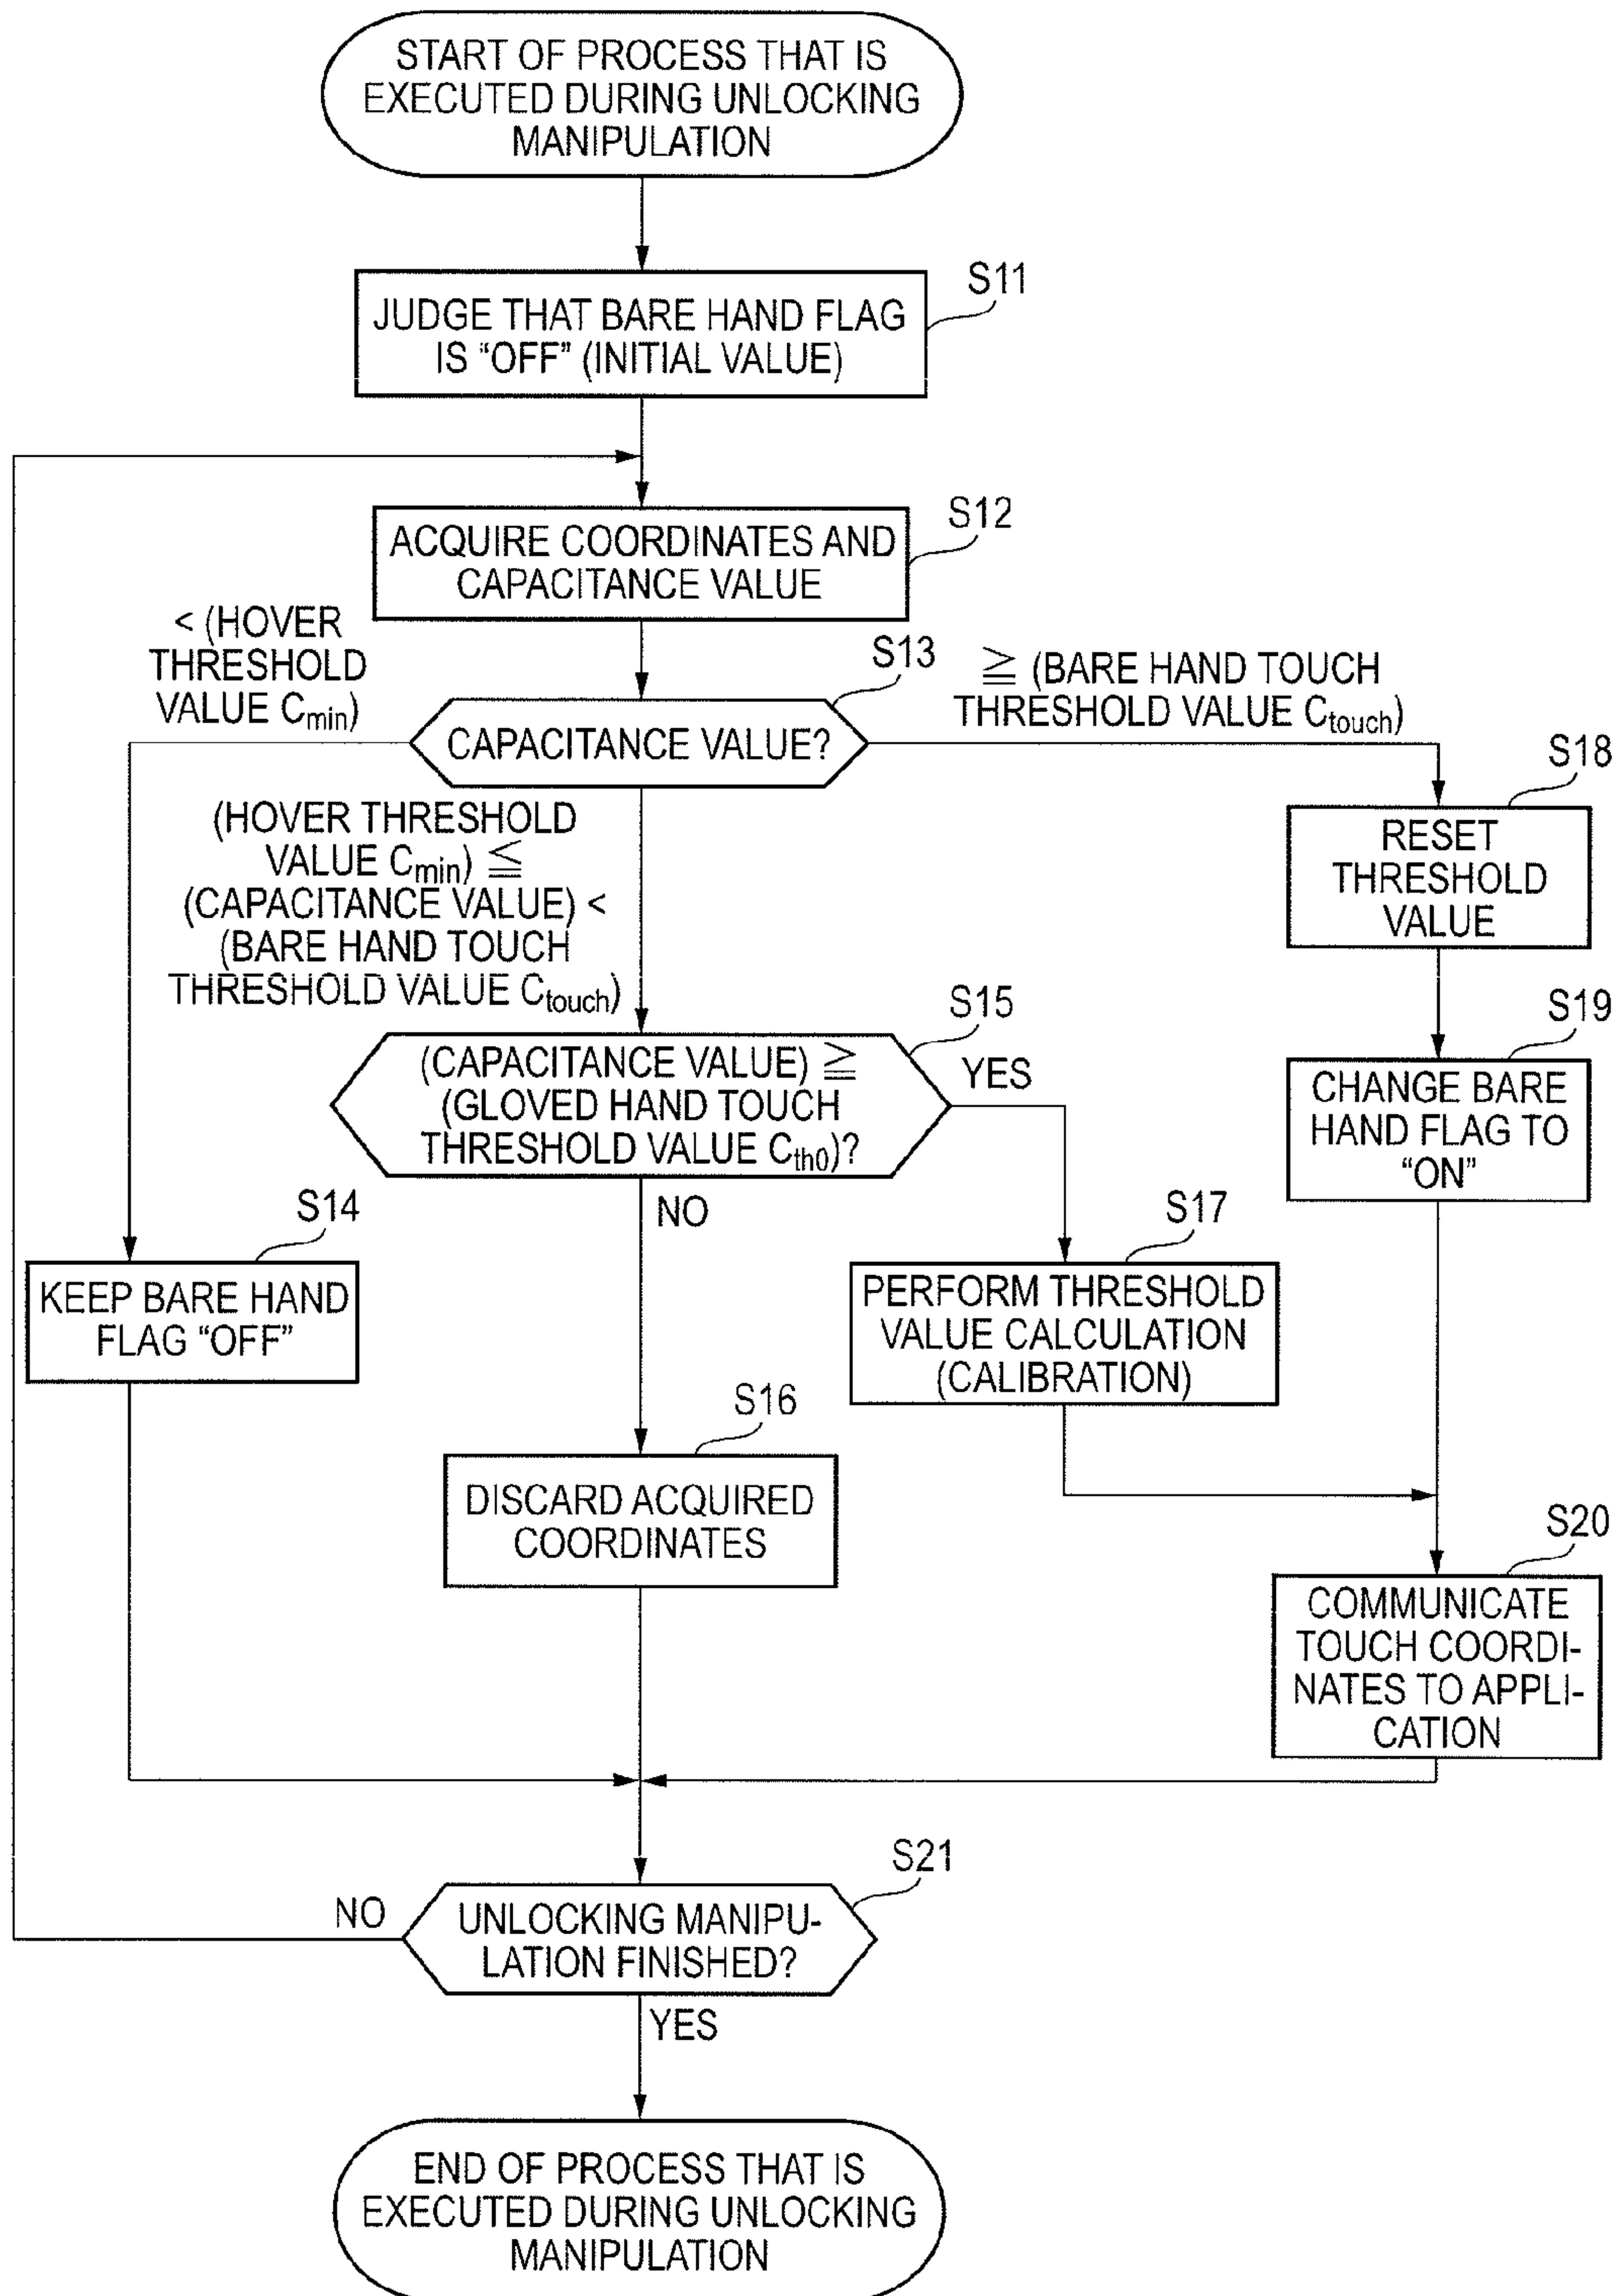 START OF PROCESS THAT IS
EXECUTED DURING UNLOCKING
MANIPULATION
S11
JUDGE THAT BARE HAND FLAG
IS “OFF” (INITIAL VALUE)
S12
ACQUIRE COORDINATES AND
CAPACITANCE VALUE
< (HOVER
THRESHOLD
VALUE Cmin)
S13
CAPACITANCE VALUE?
≧ (BARE HAND TOUCH
THRESHOLD VALUE Ctouch)
S18
RESET
THRESHOLD
VALUE
(HOVER THRESHOLD
VALUE Cmin) ≦
(CAPACITANCE VALUE) <
(BARE HAND TOUCH
THRESHOLD VALUE Ctouch)
S15
(CAPACITANCE VALUE) ≧
(GLOVED HAND TOUCH
THRESHOLD VALUE Cth0)?
YES
NO
S19
CHANGE BARE
HAND FLAG TO
“ON”
S14
KEEP BARE HAND
FLAG “OFF”
S17
PERFORM THRESHOLD
VALUE CALCULATION
(CALIBRATION)
S16
DISCARD ACQUIRED
COORDINATES
S20
COMMUNICATE
TOUCH COORDI-
NATES TO APPLI-
CATION
S21
UNLOCKING MANIPU-
LATION FINISHED?
NO
YES
END OF PROCESS THAT IS
EXECUTED DURING UNLOCKING
MANIPULATION